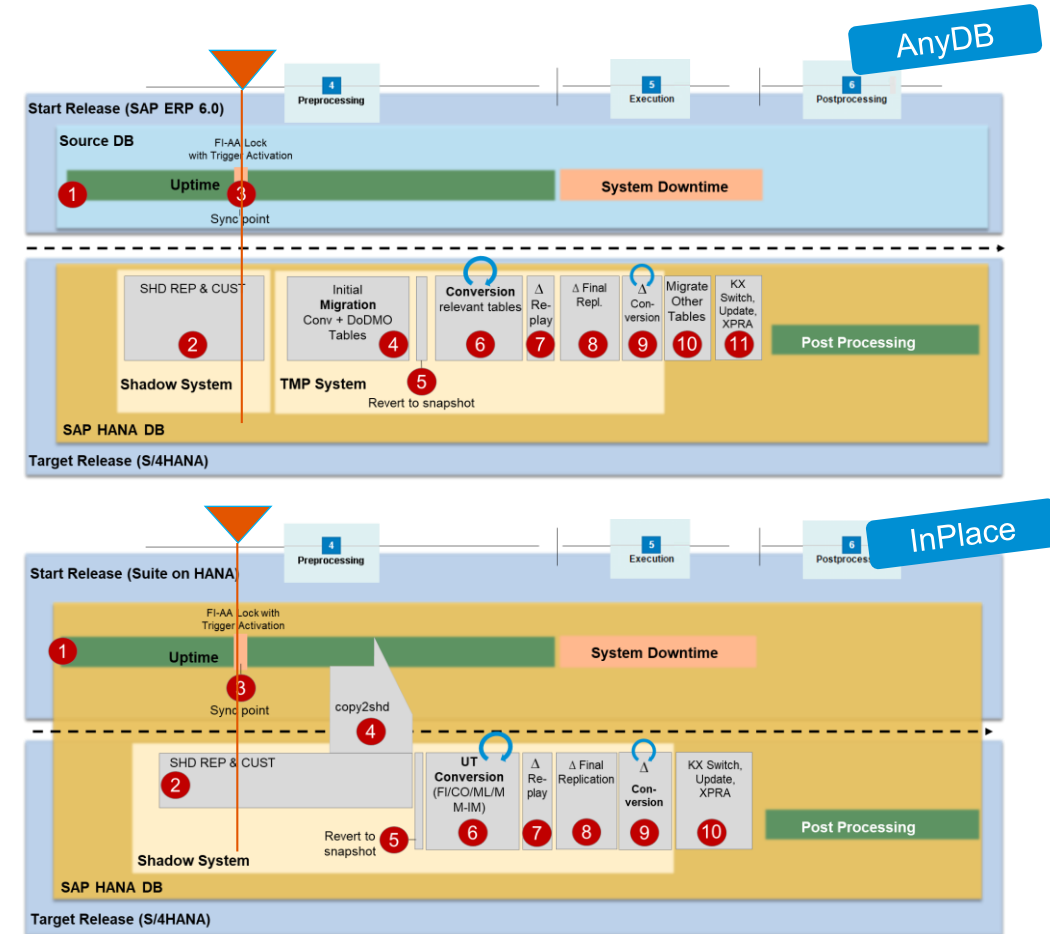 AnyDB
4
Preprocessing
5
Execution
6
Postprocessing
Start Release (SAP ERP 6.0)
Source DB
FI-AA Lock
with Trigger Activation
1
Uptime
3
System Downtime
Sync point
SHD REP & CUST
2
Shadow System
Initial
Migration
Conv + DoDMO
Tables
4
TMP System
5
Revert to snapshot
Conversion
relevant tables
6
Δ
Re-
play
7
Δ Final
Repl.
8
Δ
Con-
version
9
Migrate
Other
Tables
10
KX
Switch,
Update,
XPRA
11
Post Processing
SAP HANA DB
Target Release (S/4HANA)
InPlace
4
Preprocessing
5
Execution
6
Postproces
Start Release (Suite on HANA)
FI-AA Lock with
Trigger Activation
1
Uptime
System Downtime
3
Sync point
copy2shd
4
SHD REP & CUST
2
Revert to
snapshot
5
Shadow System
UT
Conversion
(FI/CO/ML/M
M-IM)
6
Δ
Re-
play
7
Δ Final
Replication
8
Δ
Con-
version
9
KX Switch,
Update,
XPRA
10
Post Processing
SAP HANA DB
Target Release (S/4HANA)